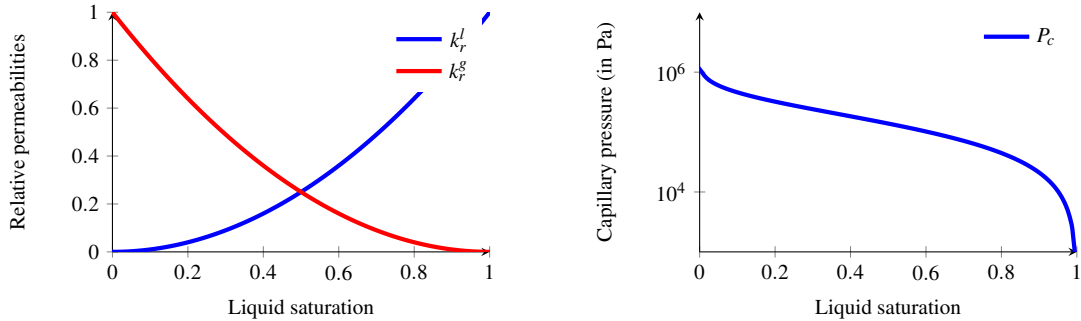 Relative permeabilities
1
0.8
0.6
0.4
0.2
0
0 0.2 0.4 0.6 0.8 1
Liquid saturation
k_r^l
k_r^g
Capillary pressure (in Pa)
10^6
10^4
0 0.2 0.4 0.6 0.8 1
Liquid saturation
P_c